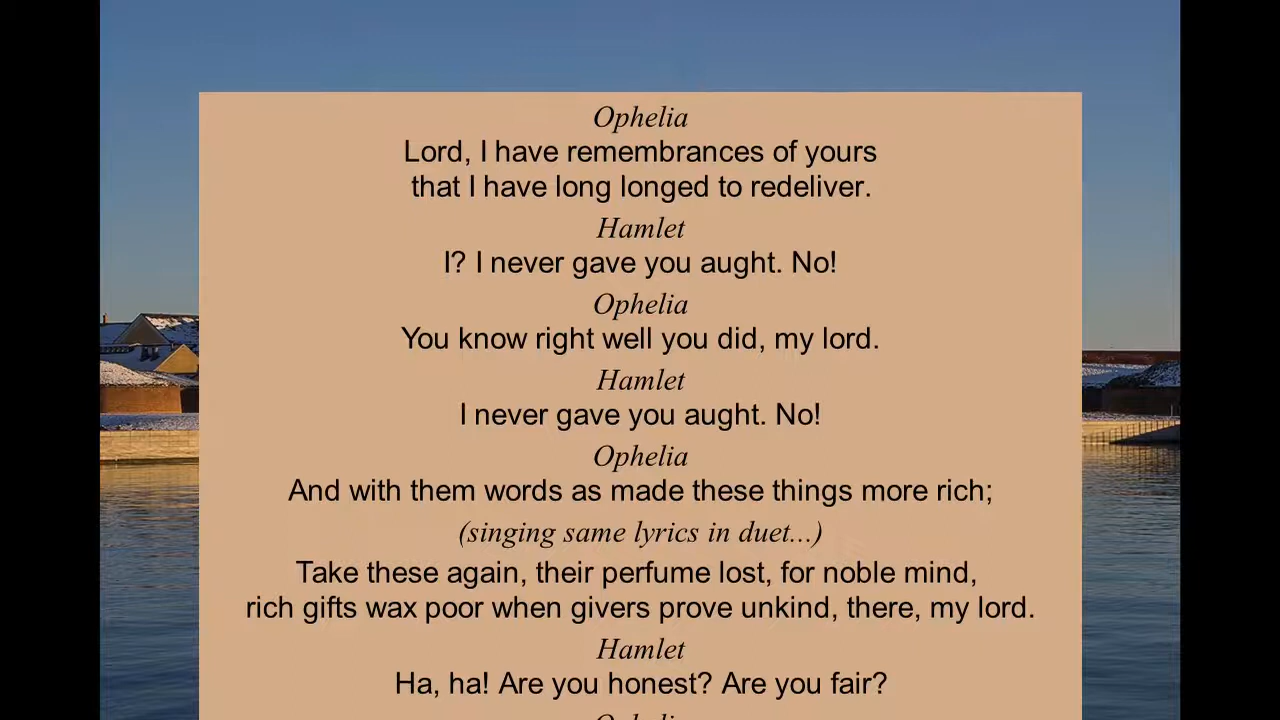 Ophelia
Lord, I have remembrances of yours
that I have long longed to redeliver.
Hamlet
I? I never gave you aught. No!
Ophelia
You know right well you did, my lord.
Hamlet
I never gave you aught. No!
Ophelia
And with them words as made these things more rich;
(singing same lyrics in duet...)
Take these again, their perfume lost, for noble mind,
rich gifts wax poor when givers prove unkind, there, my lord.
Hamlet
Ha, ha! Are you honest? Are you fair?
Ophelia